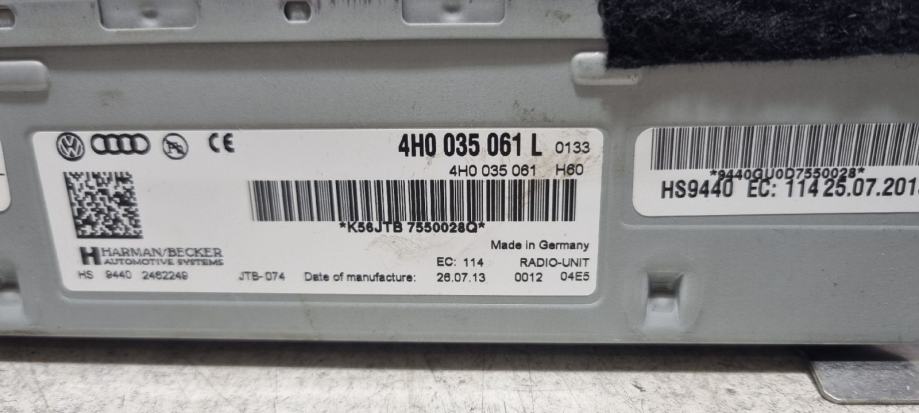 CE
4H0 035 061 L 0133
4H0 035 061 H60
*K56JTB 7550028Q*
Made in Germany
HARMAN/BECKER
AUTOMOTIVE SYSTEMS
EC: 114 RADIO-UNIT
HS 9440 2462249 JTB-074 Date of manufacture: 26.07.13 0012 04E5
*9440GU0D7550028*
HS9440 EC: 114 25.07.201